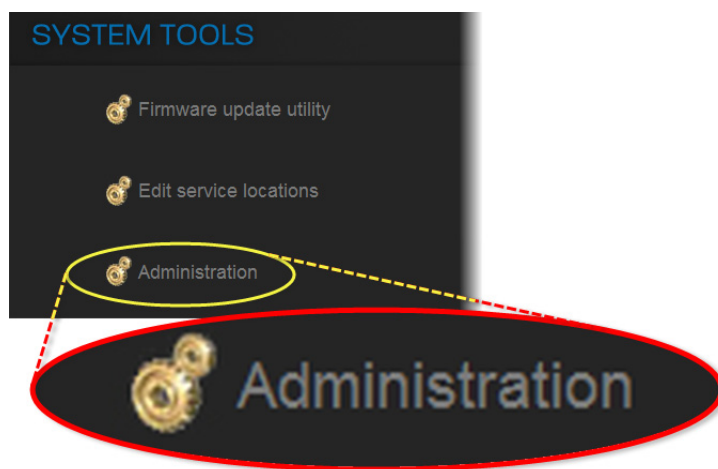 SYSTEM TOOLS
Firmware update utility
Edit service locations
Administration
Administration